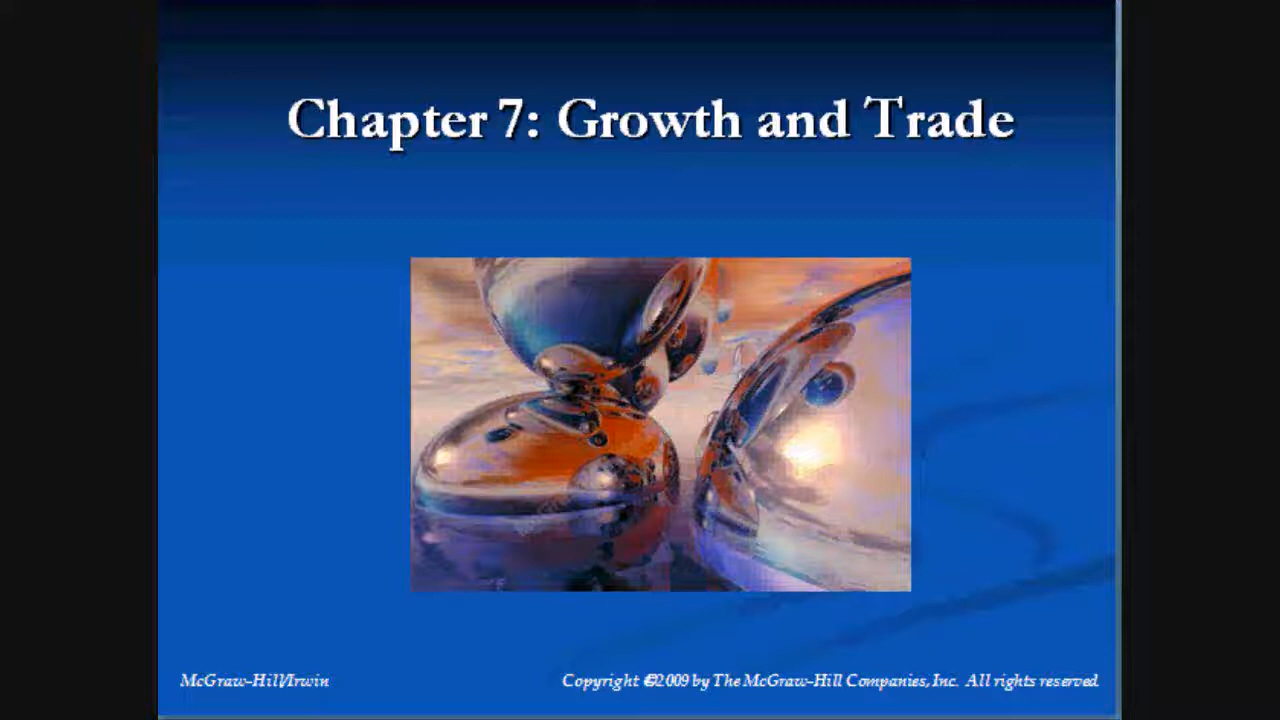 Chapter 7: Growth and Trade
McGraw-Hill/Irwin
Copyright ©2009 by The McGraw-Hill Companies, Inc. All rights reserved